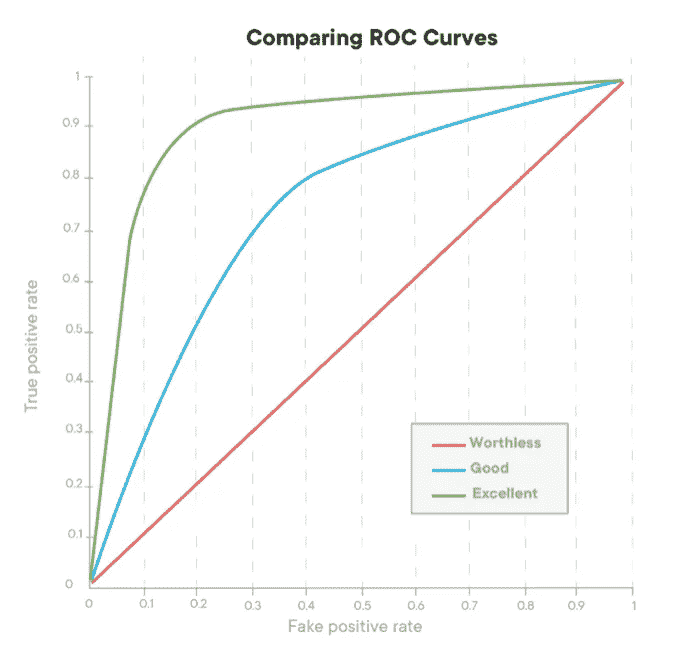 Comparing ROC Curves
1
0.9
0.8
0.7
0.6
0.5
0.4
0.3
0.2
0.1
0
True positive rate
Worthless
Good
Excellent
0 0.1 0.2 0.3 0.4 0.5 0.6 0.7 0.8 0.9 1
Fake positive rate